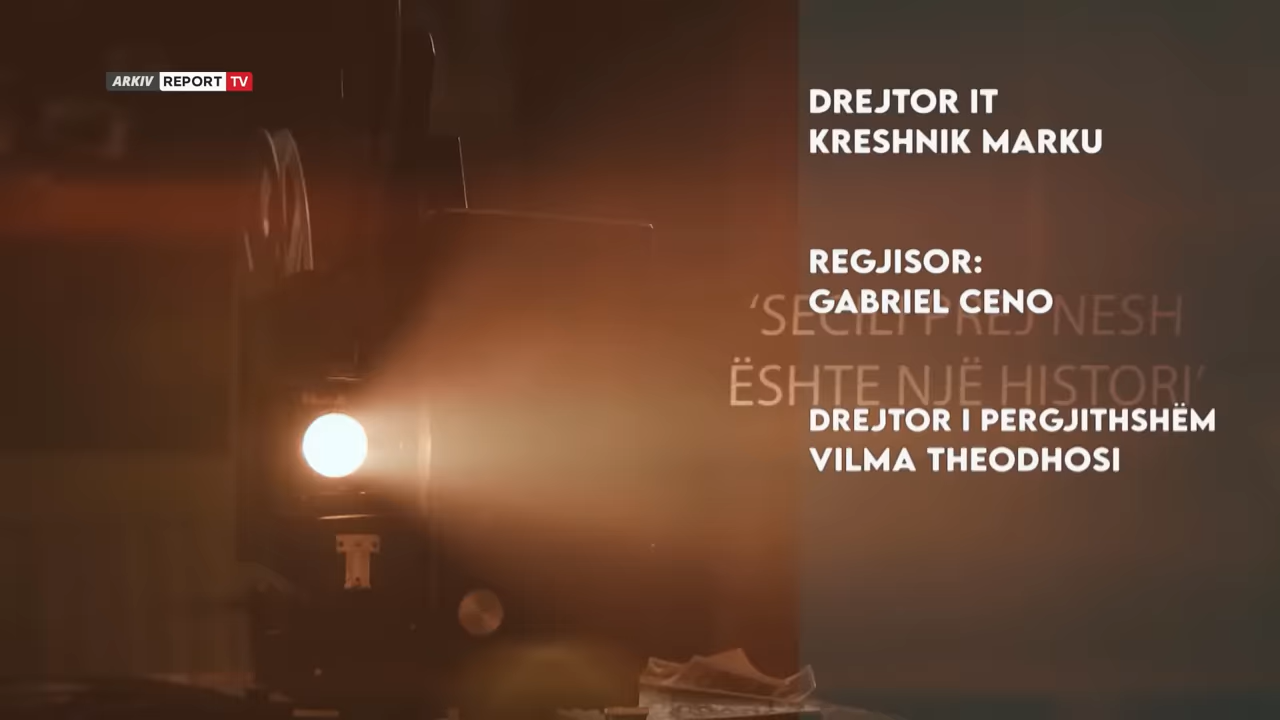 ARKIV REPORT TV
DREJTOR IT
KRESHNIK MARKU
REGJISOR:
GABRIEL CENO
‘SECILI PREJ NESH
ËSHTE NJË HISTORI’
DREJTOR I PERGJITHSHËM
VILMA THEODHOSI